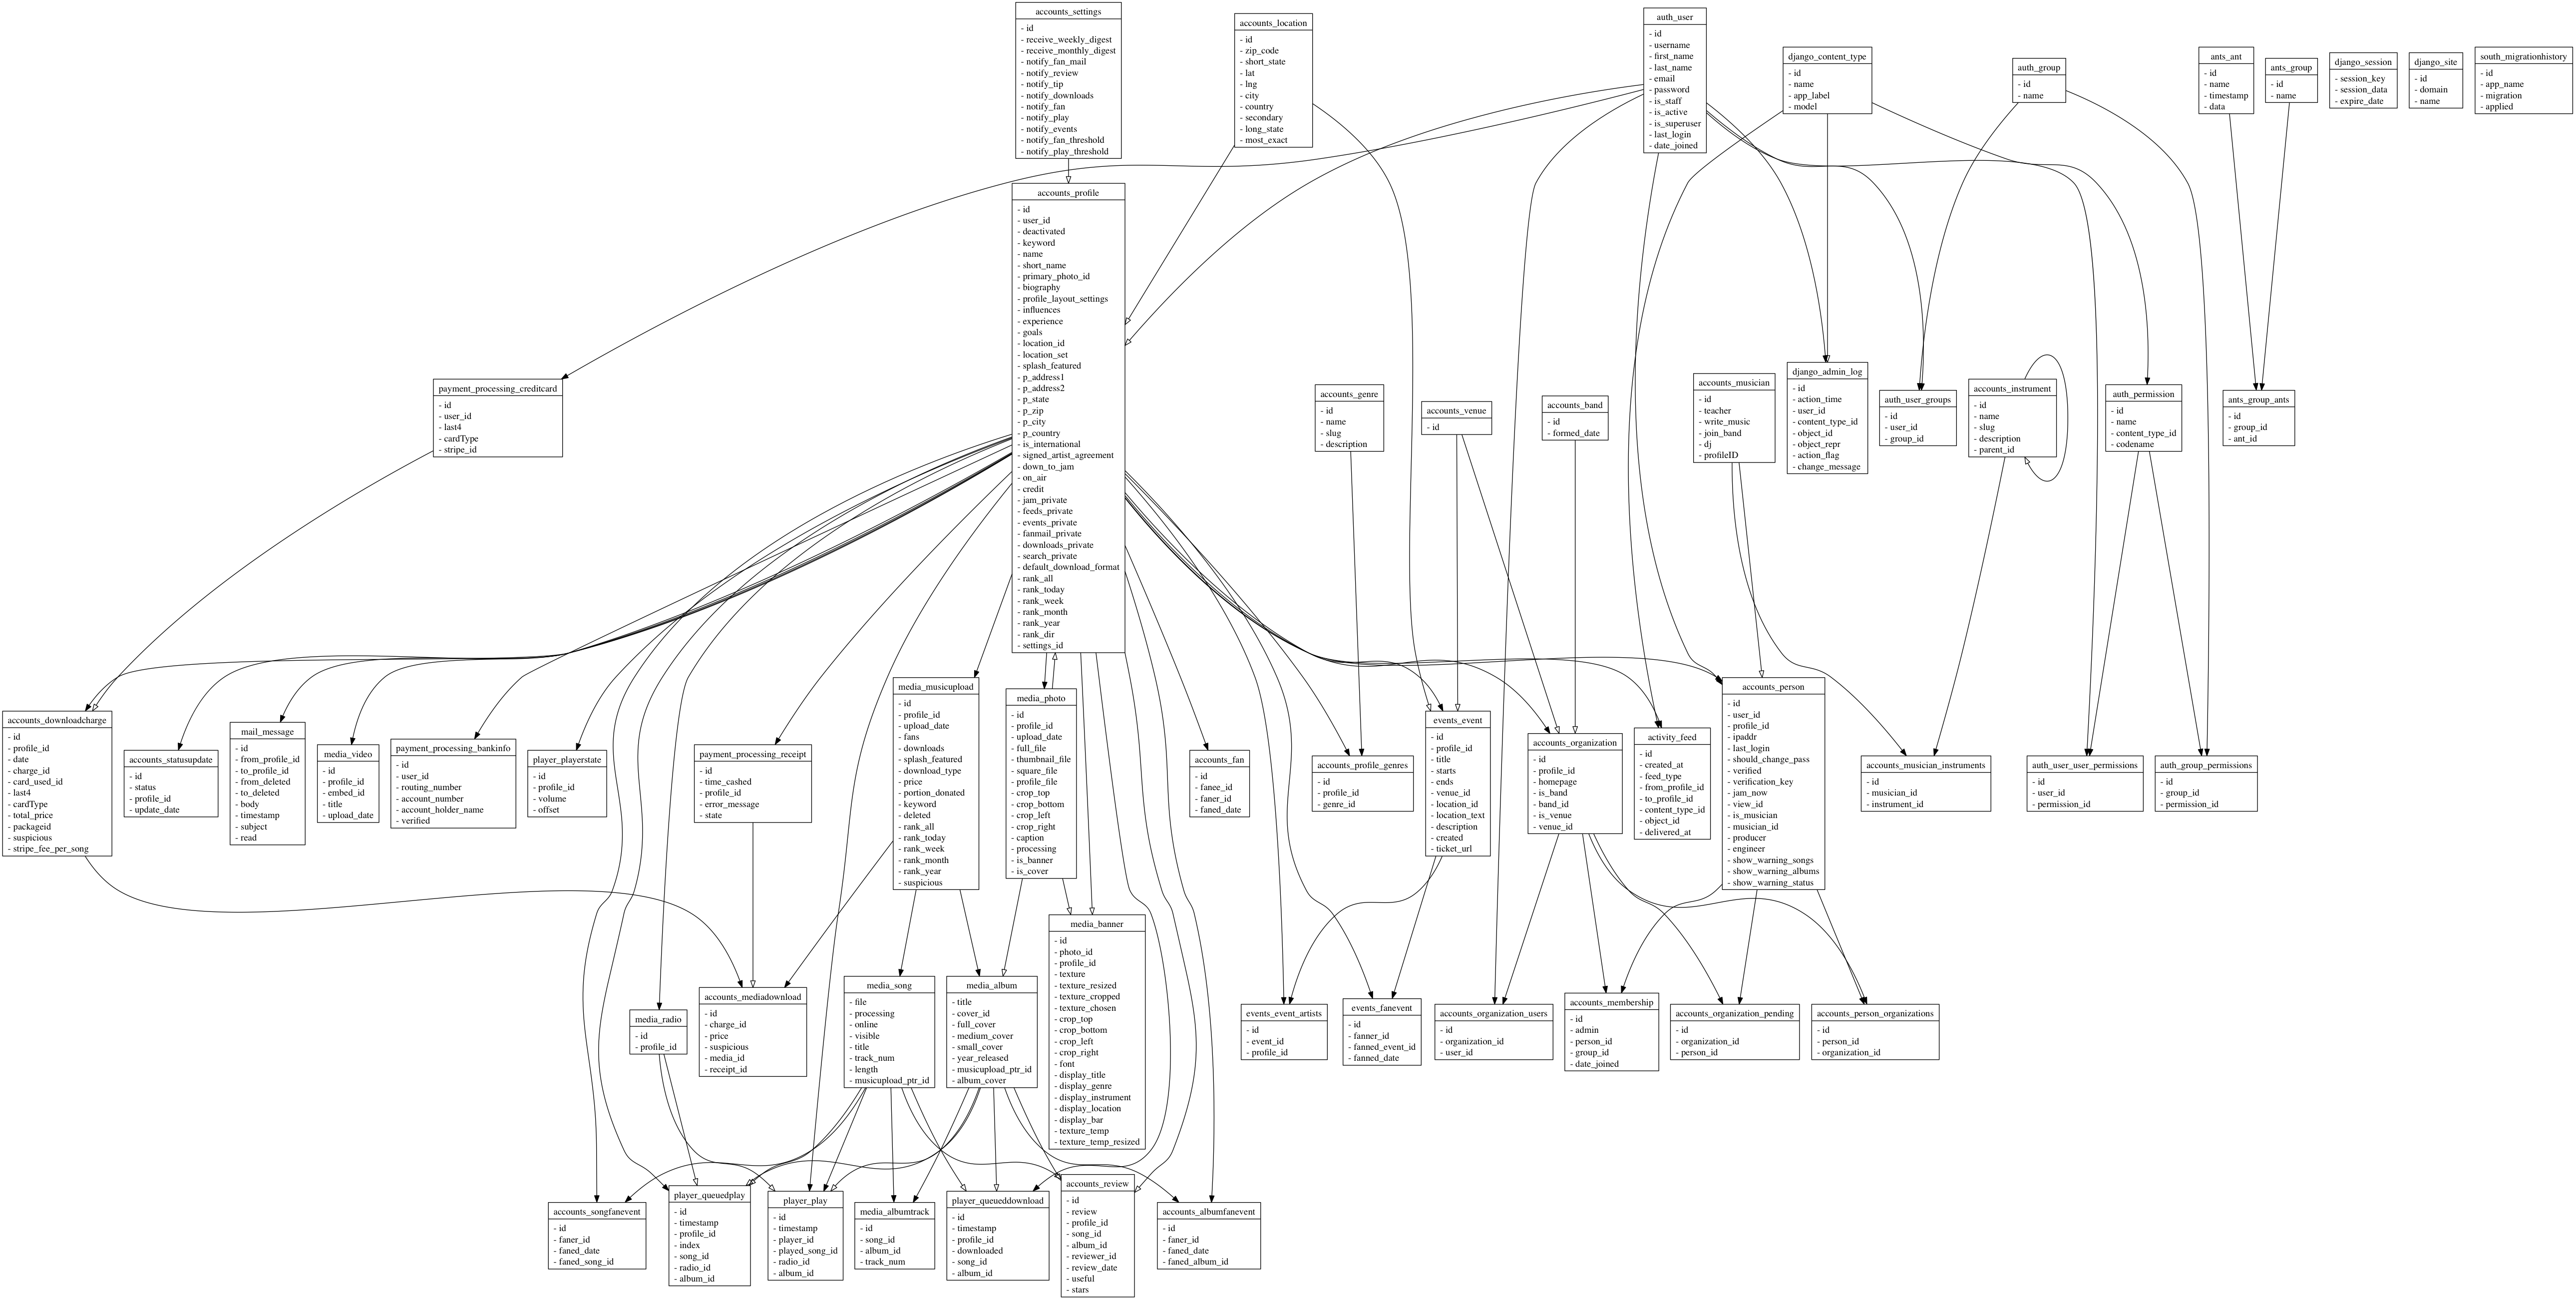 accounts_settings
- id
- receive_weekly_digest
- receive_monthly_digest
- notify_fan_mail
- notify_review
- notify_tip
- notify_downloads
- notify_fan
- notify_play
- notify_events
- notify_fan_threshold
- notify_play_threshold
accounts_location
- id
- zip_code
- short_state
- lat
- lng
- city
- country
- secondary
- long_state
- most_exact
auth_user
- id
- username
- first_name
- last_name
- email
- password
- is_staff
- is_active
- is_superuser
- last_login
- date_joined
django_content_type
- id
- name
- app_label
- model
auth_group
- id
- name
ants_ant
- id
- name
- timestamp
- data
ants_group
- id
- name
django_session
- session_key
- session_data
- expire_date
django_site
- id
- domain
- name
south_migrationhistory
- id
- app_name
- migration
- applied
accounts_profile
- id
- user_id
- deactivated
- keyword
- name
- short_name
- primary_photo_id
- biography
- profile_layout_settings
- influences
- experience
- goals
- location_id
- location_set
- splash_featured
- p_address1
- p_address2
- p_state
- p_zip
- p_city
- p_country
- is_international
- signed_artist_agreement
- down_to_jam
- on_air
- credit
- jam_private
- feeds_private
- events_private
- fanmail_private
- downloads_private
- search_private
- default_download_format
- rank_all
- rank_today
- rank_week
- rank_month
- rank_year
- rank_dir
- settings_id
payment_processing_creditcard
- id
- user_id
- last4
- cardType
- stripe_id
accounts_genre
- id
- name
- slug
- description
accounts_venue
- id
accounts_band
- id
- formed_date
accounts_musician
- id
- teacher
- write_music
- join_band
- dj
- profileID
django_admin_log
- id
- action_time
- user_id
- content_type_id
- object_id
- object_repr
- action_flag
- change_message
auth_user_groups
- id
- user_id
- group_id
accounts_instrument
- id
- name
- slug
- description
- parent_id
auth_permission
- id
- name
- content_type_id
- codename
ants_group_ants
- id
- group_id
- ant_id
accounts_downloadcharge
- id
- profile_id
- date
- charge_id
- card_used_id
- last4
- cardType
- total_price
- packageid
- suspicious
- stripe_fee_per_song
accounts_statusupdate
- id
- status
- profile_id
- update_date
mail_message
- id
- from_profile_id
- to_profile_id
- from_deleted
- to_deleted
- body
- timestamp
- subject
- read
media_video
- id
- profile_id
- embed_id
- title
- upload_date
payment_processing_bankinfo
- id
- user_id
- routing_number
- account_number
- account_holder_name
- verified
player_playerstate
- id
- profile_id
- volume
- offset
payment_processing_receipt
- id
- time_cashed
- profile_id
- error_message
- state
media_musicupload
- id
- profile_id
- upload_date
- fans
- downloads
- splash_featured
- download_type
- price
- portion_donated
- keyword
- deleted
- rank_all
- rank_today
- rank_week
- rank_month
- rank_year
- suspicious
media_photo
- id
- profile_id
- upload_date
- full_file
- thumbnail_file
- square_file
- profile_file
- crop_top
- crop_bottom
- crop_left
- crop_right
- caption
- processing
- is_banner
- is_cover
accounts_fan
- id
- fanee_id
- faner_id
- faned_date
accounts_profile_genres
- id
- profile_id
- genre_id
events_event
- id
- profile_id
- title
- starts
- ends
- venue_id
- location_id
- location_text
- description
- created
- ticket_url
accounts_organization
- id
- profile_id
- homepage
- is_band
- band_id
- is_venue
- venue_id
activity_feed
- id
- created_at
- feed_type
- from_profile_id
- to_profile_id
- content_type_id
- object_id
- delivered_at
accounts_person
- id
- user_id
- profile_id
- ipaddr
- last_login
- should_change_pass
- verified
- verification_key
- jam_now
- view_id
- is_musician
- musician_id
- producer
- engineer
- show_warning_songs
- show_warning_albums
- show_warning_status
accounts_musician_instruments
- id
- musician_id
- instrument_id
auth_user_user_permissions
- id
- user_id
- permission_id
auth_group_permissions
- id
- group_id
- permission_id
media_radio
- id
- profile_id
accounts_mediadownload
- id
- charge_id
- price
- suspicious
- media_id
- receipt_id
media_song
- file
- processing
- online
- visible
- title
- track_num
- length
- musicupload_ptr_id
media_album
- title
- cover_id
- full_cover
- medium_cover
- small_cover
- year_released
- musicupload_ptr_id
- album_cover
media_banner
- id
- photo_id
- profile_id
- texture
- texture_resized
- texture_cropped
- texture_chosen
- crop_top
- crop_bottom
- crop_left
- crop_right
- font
- display_title
- display_genre
- display_instrument
- display_location
- display_bar
- texture_temp
- texture_temp_resized
events_event_artists
- id
- event_id
- profile_id
events_fanevent
- id
- fanner_id
- fanned_event_id
- fanned_date
accounts_organization_users
- id
- organization_id
- user_id
accounts_membership
- id
- admin
- person_id
- group_id
- date_joined
accounts_organization_pending
- id
- organization_id
- person_id
accounts_person_organizations
- id
- person_id
- organization_id
accounts_songfanevent
- id
- faner_id
- faned_date
- faned_song_id
player_queuedplay
- id
- timestamp
- profile_id
- index
- song_id
- radio_id
- album_id
player_play
- id
- timestamp
- player_id
- played_song_id
- radio_id
- album_id
media_albumtrack
- id
- song_id
- album_id
- track_num
player_queueddownload
- id
- timestamp
- profile_id
- downloaded
- song_id
- album_id
accounts_review
- id
- review
- profile_id
- song_id
- album_id
- reviewer_id
- review_date
- useful
- stars
accounts_albumfanevent
- id
- faner_id
- faned_date
- faned_album_id